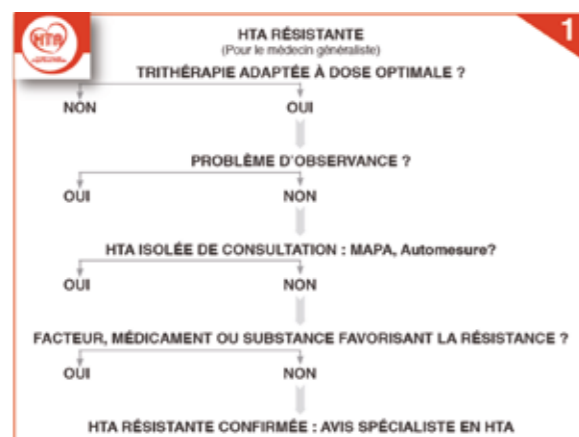 HTA
1
HTA RÉSISTANTE
(Pour le médecin généraliste)
TRITHÉRAPIE ADAPTÉE À DOSE OPTIMALE ?
NON OUI
PROBLÈME D'OBSERVANCE ?
OUI NON
HTA ISOLÉE DE CONSULTATION : MAPA, Automesure?
OUI NON
FACTEUR, MÉDICAMENT OU SUBSTANCE FAVORISANT LA RÉSISTANCE ?
OUI NON
HTA RÉSISTANTE CONFIRMÉE : AVIS SPÉCIALISTE EN HTA